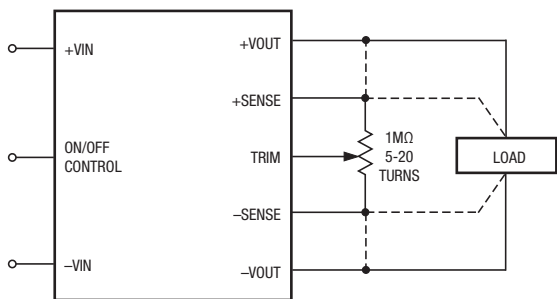 +VIN
ON/OFF
CONTROL
–VIN
+VOUT
+SENSE
TRIM
–SENSE
–VOUT
1MΩ
5-20
TURNS
LOAD